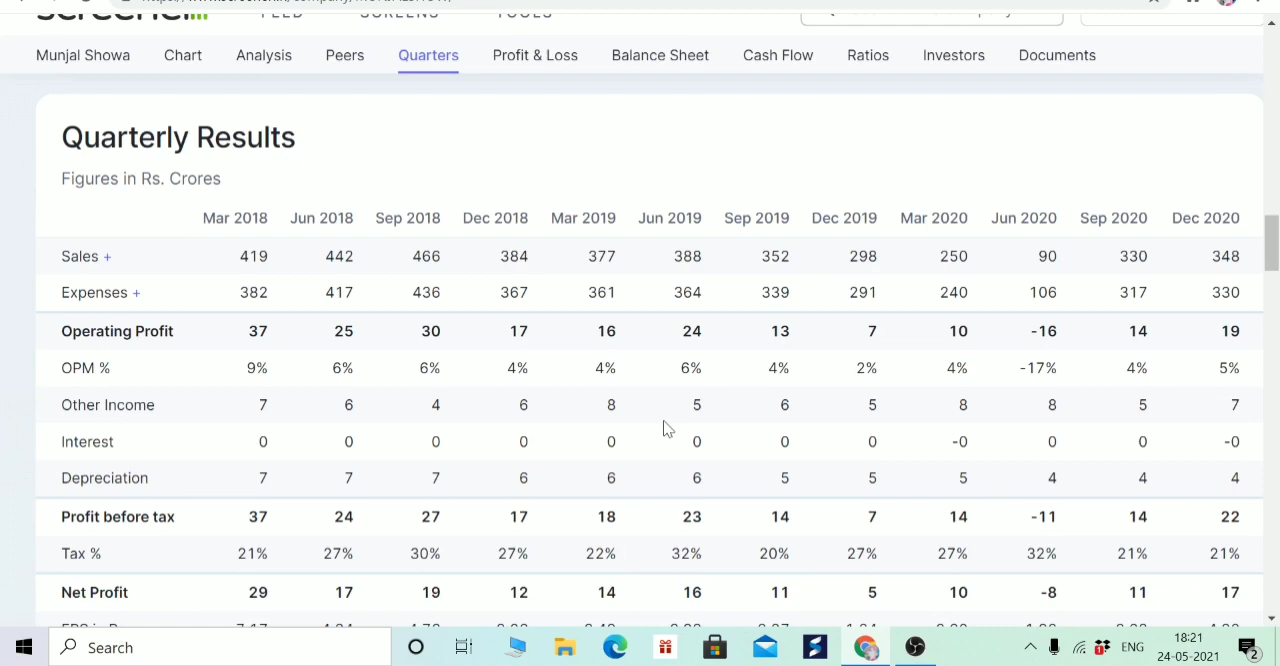 FEED SCREENS TOOLS
Munjal Showa Chart Analysis Peers Quarters Profit & Loss Balance Sheet Cash Flow Ratios Investors Documents
Quarterly Results
Figures in Rs. Crores
Mar 2018 Jun 2018 Sep 2018 Dec 2018 Mar 2019 Jun 2019 Sep 2019 Dec 2019 Mar 2020 Jun 2020 Sep 2020 Dec 2020
Sales + 419 442 466 384 377 388 352 298 250 90 330 348
Expenses + 382 417 436 367 361 364 339 291 240 106 317 330
Operating Profit 37 25 30 17 16 24 13 7 10 -16 14 19
OPM % 9% 6% 6% 4% 4% 6% 4% 2% 4% -17% 4% 5%
Other Income 7 6 4 6 8 5 6 5 8 8 5 7
Interest 0 0 0 0 0 0 0 0 -0 0 0 -0
Depreciation 7 7 7 6 6 6 5 5 5 4 4 4
Profit before tax 37 24 27 17 18 23 14 7 14 -11 14 22
Tax % 21% 27% 30% 27% 22% 32% 20% 27% 27% 32% 21% 21%
Net Profit 29 17 19 12 14 16 11 5 10 -8 11 17
Search ENG 18:21
24-05-2021 2